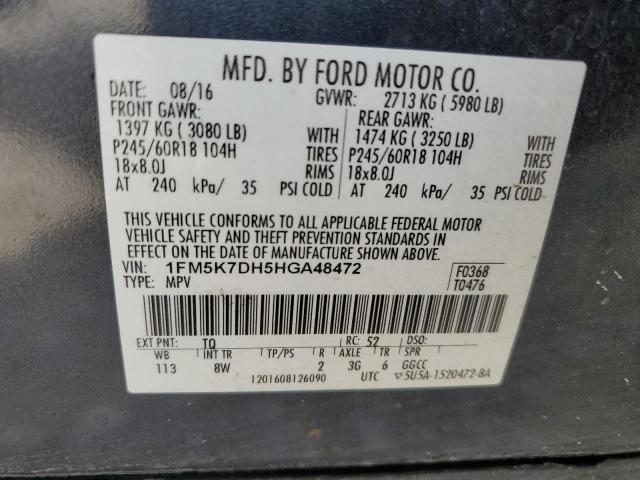 MFD. BY FORD MOTOR CO.
DATE: 08/16 GVWR: 2713 KG ( 5980 LB)
FRONT GAWR: REAR GAWR:
1397 KG ( 3080 LB) WITH 1474 KG ( 3250 LB) WITH
P245/60R18 104H TIRES P245/60R18 104H TIRES
18x8.0J RIMS 18x8.0J RIMS
AT 240 kPa/ 35 PSI COLD AT 240 kPa/ 35 PSI COLD
THIS VEHICLE CONFORMS TO ALL APPLICABLE FEDERAL MOTOR
VEHICLE SAFETY AND THEFT PREVENTION STANDARDS IN
EFFECT ON THE DATE OF MANUFACTURE SHOWN ABOVE.
VIN: 1FM5K7DH5HGA48472 F0368
TYPE: MPV T0476
EXT PNT: TQ RC: 52 DSO:
WB INT TR TP/PS R AXLE TR SPR
113 8W 2 3G 6 GGCC
1201608126090 UTC ▽5U5A-1520472-BA